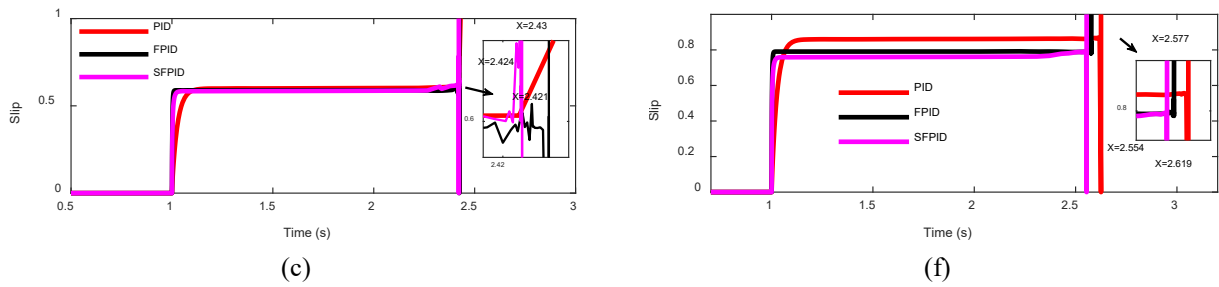 1
0.5
0
Slip
PID
FPID
SFPID
X=2.43
X=2.424
X=2.421
0.6
2.42
0.5
1
1.5
2
2.5
3
Time (s)
(c)
0.8
0.6
0.4
0.2
0
Slip
PID
FPID
SFPID
X=2.577
0.8
X=2.554
X=2.619
1
1.5
2
2.5
3
Time (s)
(f)